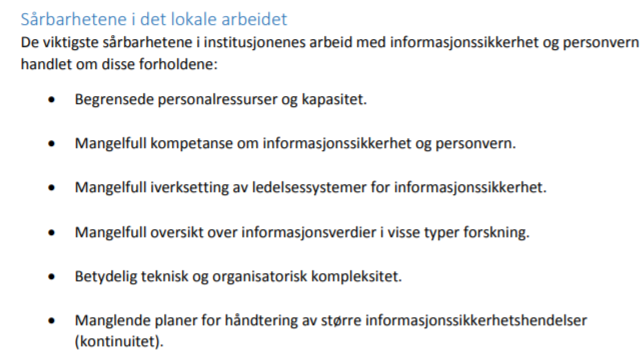 Sårbarhetene i det lokale arbeidet
De viktigste sårbarhetene i institusjonenes arbeid med informasjonssikkerhet og personvern
handlet om disse forholdene:
• Begrensede personalressurser og kapasitet.
• Mangelfull kompetanse om informasjonssikkerhet og personvern.
• Mangelfull iverksetting av ledelsessystemer for informasjonssikkerhet.
• Mangelfull oversikt over informasjonsverdier i visse typer forskning.
• Betydelig teknisk og organisatorisk kompleksitet.
• Manglende planer for håndtering av større informasjonssikkerhetshendelser
(kontinuitet).